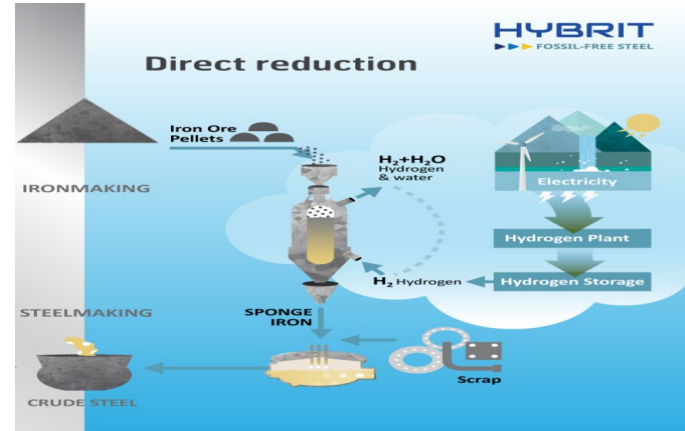 HYBRIT
FOSSIL-FREE STEEL
Direct reduction
Iron Ore
Pellets
H₂+H₂O
Hydrogen
& water
Electricity
IRONMAKING
Hydrogen Plant
H₂ Hydrogen
Hydrogen Storage
STEELMAKING
SPONGE
IRON
Scrap
CRUDE STEEL